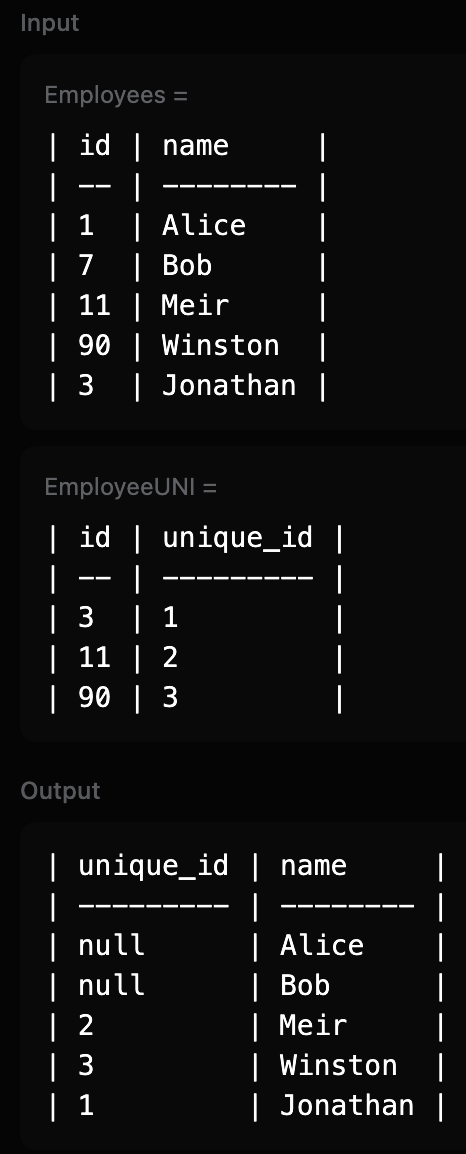 Input
Employees =
| id | name     |
| -- | -------- |
| 1  | Alice    |
| 7  | Bob      |
| 11 | Meir     |
| 90 | Winston  |
| 3  | Jonathan |
EmployeeUNI =
| id | unique_id |
| -- | --------- |
| 3  | 1         |
| 11 | 2         |
| 90 | 3         |
Output
| unique_id | name     |
| --------- | -------- |
| null      | Alice    |
| null      | Bob      |
| 2         | Meir     |
| 3         | Winston  |
| 1         | Jonathan |